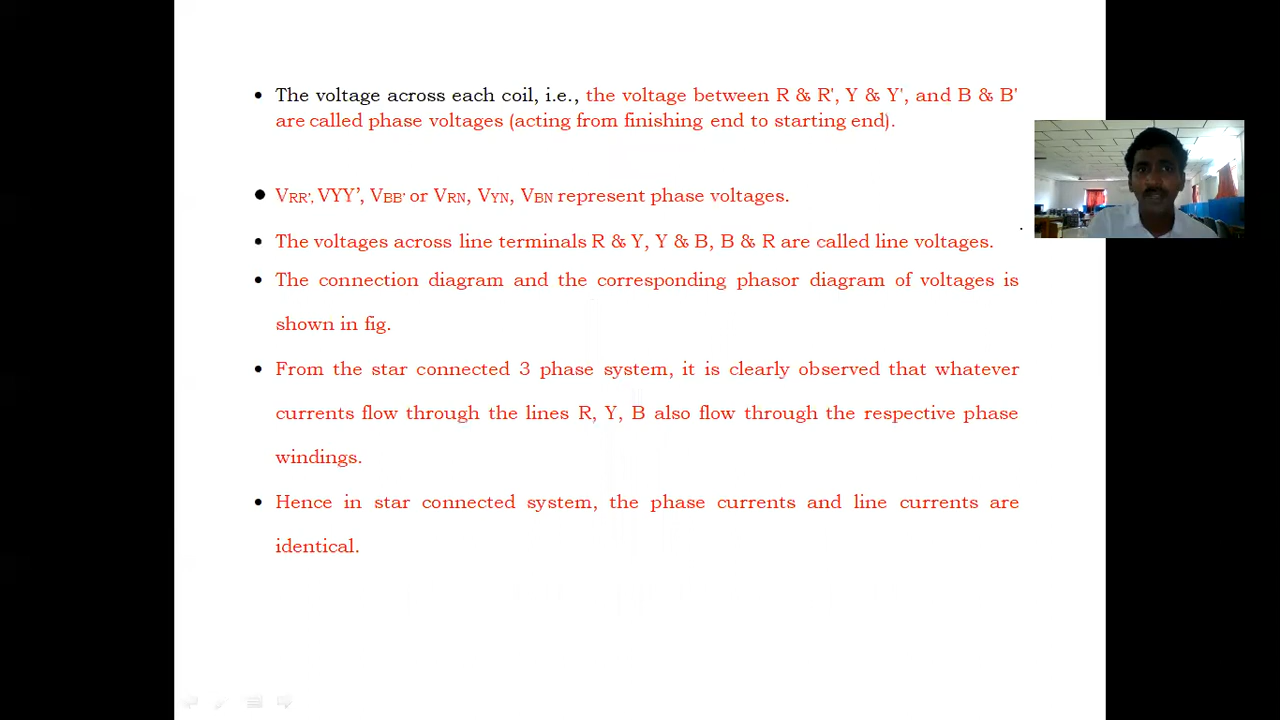 • The voltage across each coil, i.e., the voltage between R & R', Y & Y', and B & B'
are called phase voltages (acting from finishing end to starting end).
• VRR', VYY’, VBB' or VRN, VYN, VBN represent phase voltages.
• The voltages across line terminals R & Y, Y & B, B & R are called line voltages.
• The connection diagram and the corresponding phasor diagram of voltages is
shown in fig.
• From the star connected 3 phase system, it is clearly observed that whatever
currents flow through the lines R, Y, B also flow through the respective phase
windings.
• Hence in star connected system, the phase currents and line currents are
identical.